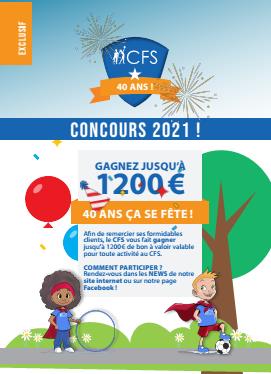 EXCLUSIF
CFS
40 ANS !
CONCOURS 2021 !
GAGNEZ JUSQU'À
1200 €
40 ANS ÇA SE FÊTE !
Afin de remercier ses formidables
clients, le CFS vous fait gagner
jusqu'à 1200€ de bon à valoir valable
pour toute activité au CFS.
COMMENT PARTICIPER ?
Rendez-vous dans les NEWS de notre
site internet ou sur notre page
Facebook !